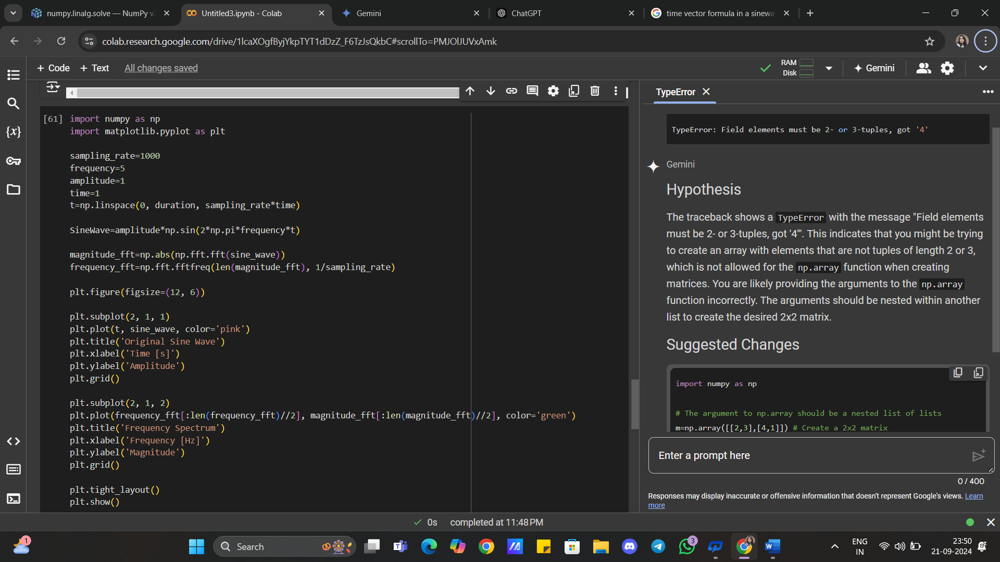 numpy.linalg.solve — NumPy v2
Untitled3.ipynb - Colab
Gemini
ChatGPT
time vector formula in a sinewa
colab.research.google.com/drive/1lcaXOgfByjYkpTYT1dDzZ_F6TzJsQkbC#scrollTo=PMJOlJUVxAmk
+ Code + Text All changes saved
RAM
Disk
Gemini
[61] import numpy as np
import matplotlib.pyplot as plt
sampling_rate=1000
frequency=5
amplitude=1
time=1
t=np.linspace(0, duration, sampling_rate*time)
SineWave=amplitude*np.sin(2*np.pi*frequency*t)
magnitude_fft=np.abs(np.fft.fft(sine_wave))
frequency_fft=np.fft.fftfreq(len(magnitude_fft), 1/sampling_rate)
plt.figure(figsize=(12, 6))
plt.subplot(2, 1, 1)
plt.plot(t, sine_wave, color='pink')
plt.title('Original Sine Wave')
plt.xlabel('Time [s]')
plt.ylabel('Amplitude')
plt.grid()
plt.subplot(2, 1, 2)
plt.plot(frequency_fft[:len(frequency_fft)//2], magnitude_fft[:len(magnitude_fft)//2], color='green')
plt.title('Frequency Spectrum')
plt.xlabel('Frequency [Hz]')
plt.ylabel('Magnitude')
plt.grid()
plt.tight_layout()
plt.show()
TypeError
TypeError: Field elements must be 2- or 3-tuples, got '4'
Gemini
Hypothesis
The traceback shows a TypeError with the message "Field elements
must be 2- or 3-tuples, got '4'". This indicates that you might be trying
to create an array with elements that are not tuples of length 2 or 3,
which is not allowed for the np.array function when creating
matrices. You are likely providing the arguments to the np.array
function incorrectly. The arguments should be nested within another
list to create the desired 2x2 matrix.
Suggested Changes
import numpy as np
# The argument to np.array should be a nested list of lists
m=np.array([[2,3],[4,1]]) # Create a 2x2 matrix
Enter a prompt here
0 / 400
Responses may display inaccurate or offensive information that doesn't represent Google's views. Learn
more
0s completed at 11:48 PM
1
Search
3
ENG
IN
23:50
21-09-2024